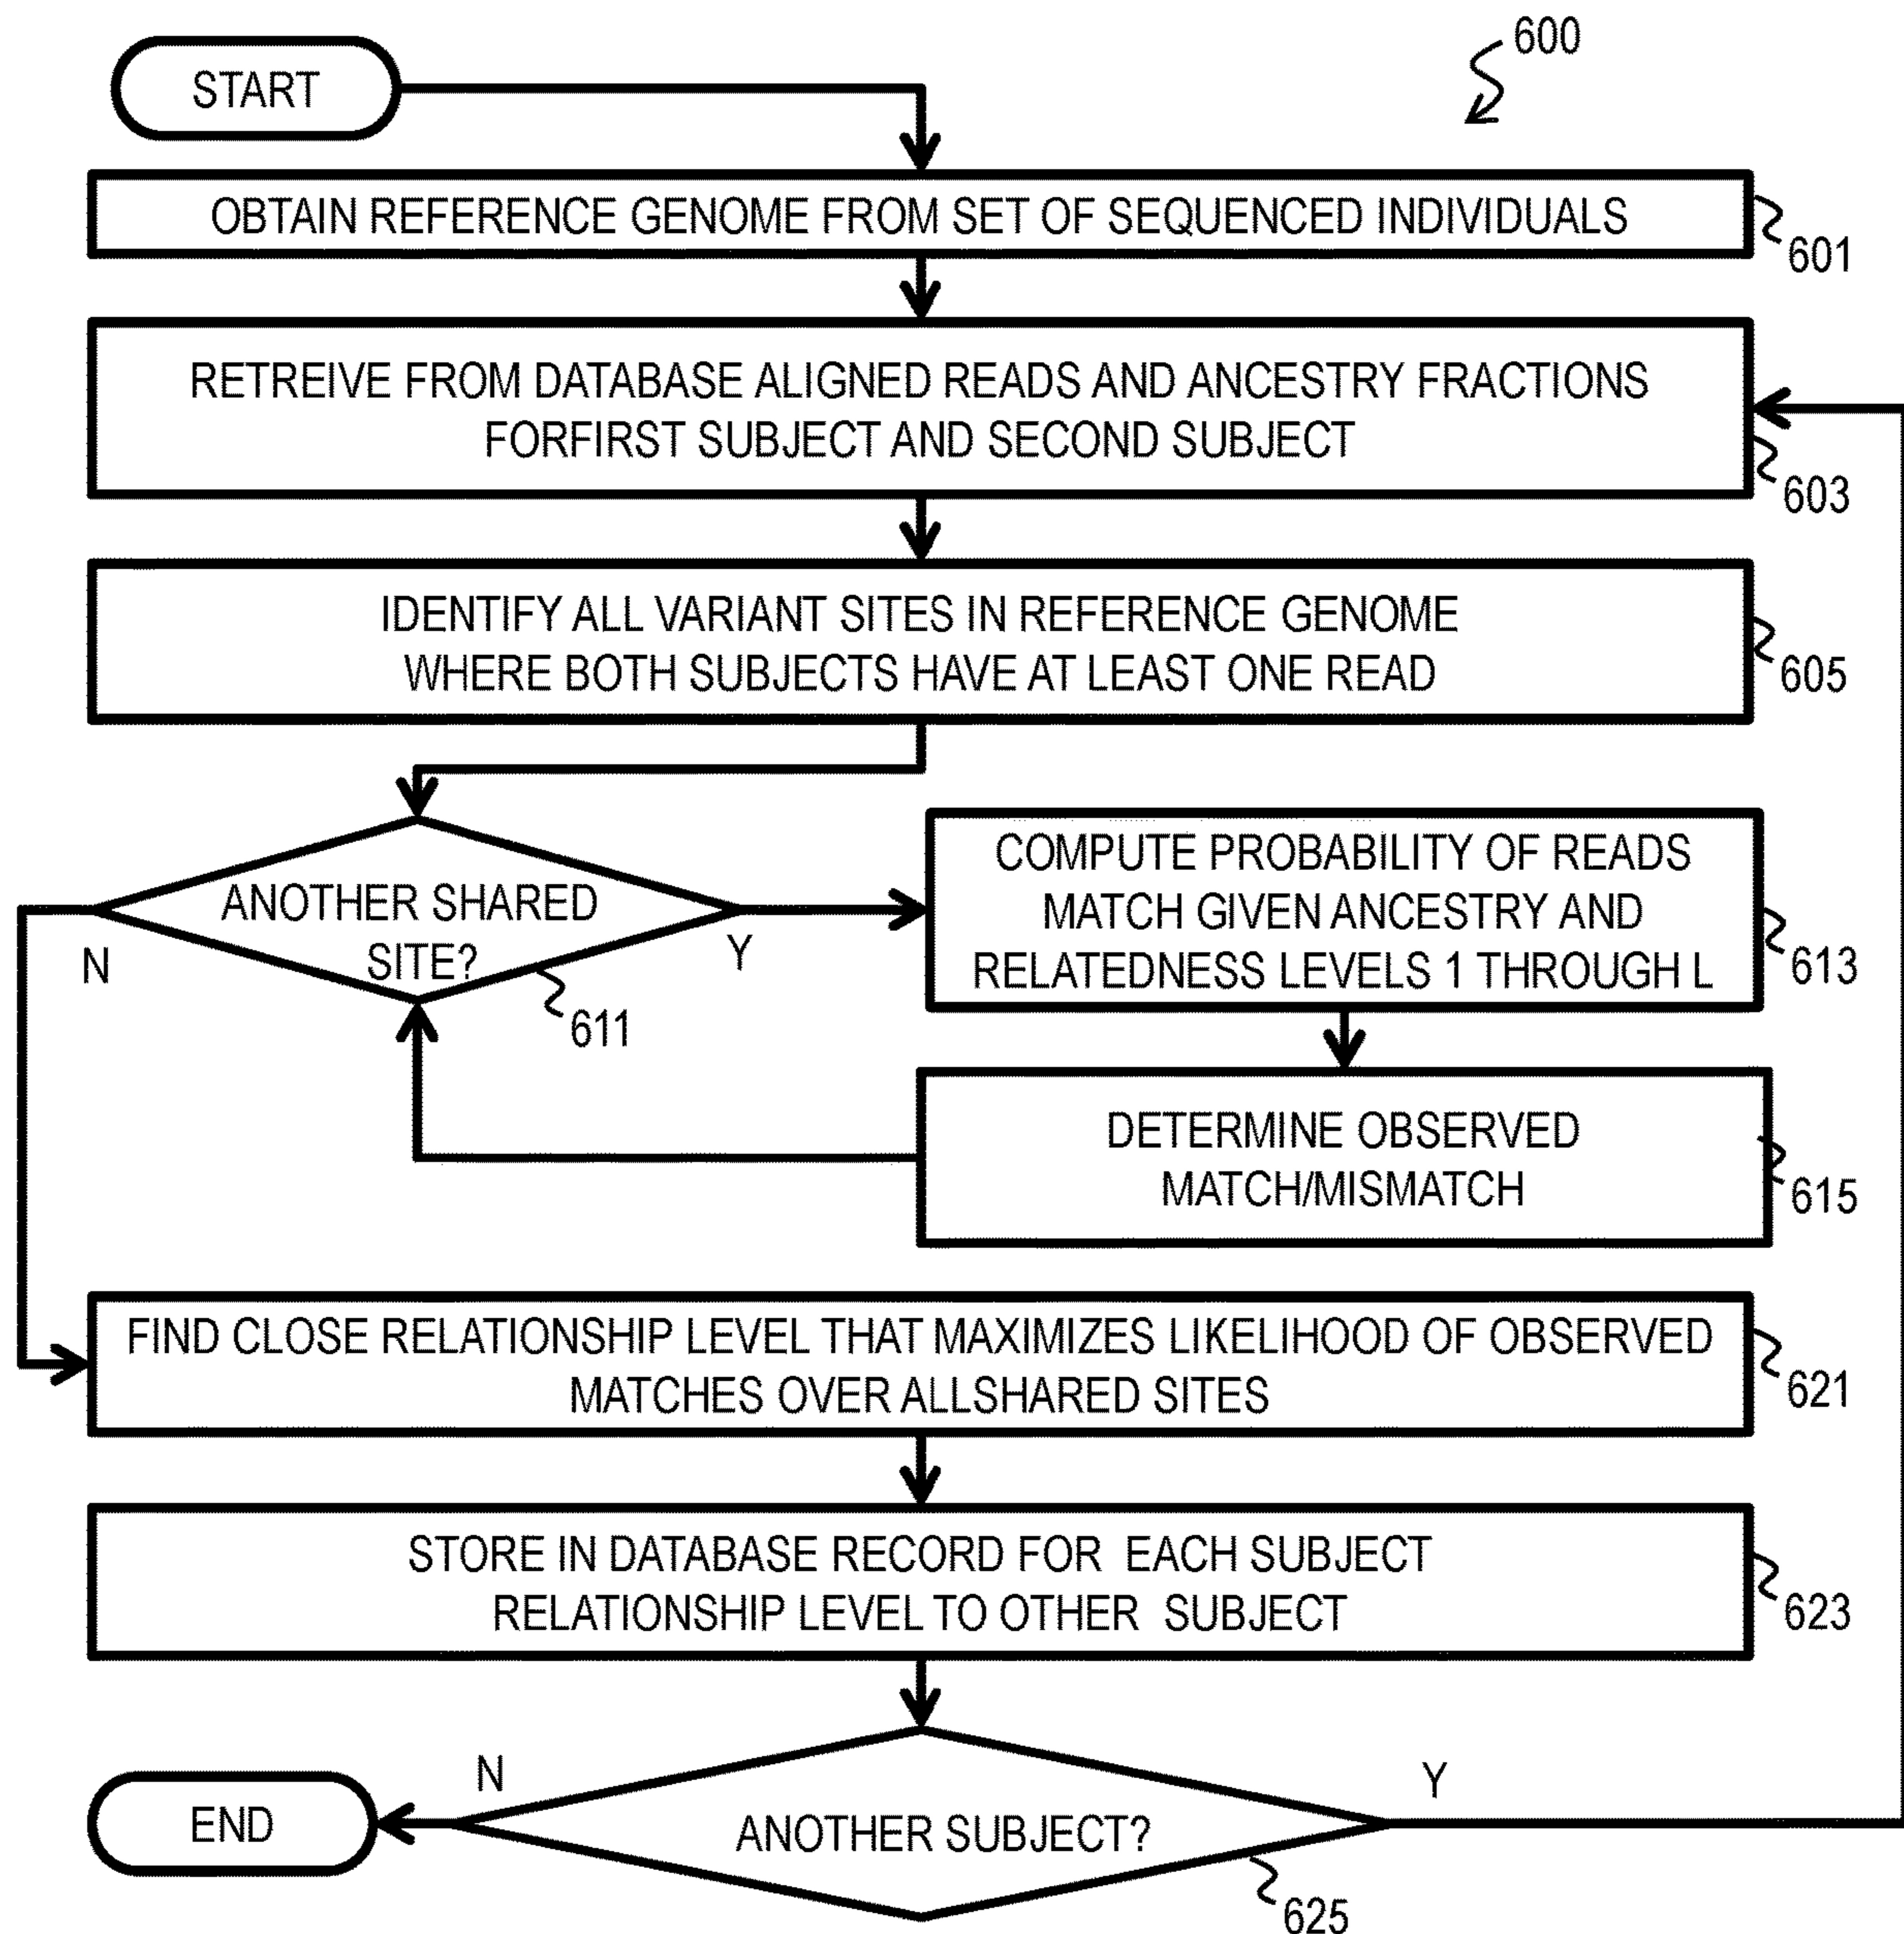 600
START
OBTAIN REFERENCE GENOME FROM SET OF SEQUENCED INDIVIDUALS
601
RETREIVE FROM DATABASE ALIGNED READS AND ANCESTRY FRACTIONS
FORFIRST SUBJECT AND SECOND SUBJECT
603
IDENTIFY ALL VARIANT SITES IN REFERENCE GENOME
WHERE BOTH SUBJECTS HAVE AT LEAST ONE READ
605
ANOTHER SHARED
SITE?
N
Y
611
COMPUTE PROBABILITY OF READS
MATCH GIVEN ANCESTRY AND
RELATEDNESS LEVELS 1 THROUGH L
613
DETERMINE OBSERVED
MATCH/MISMATCH
615
FIND CLOSE RELATIONSHIP LEVEL THAT MAXIMIZES LIKELIHOOD OF OBSERVED
MATCHES OVER ALLSHARED SITES
621
STORE IN DATABASE RECORD FOR EACH SUBJECT
RELATIONSHIP LEVEL TO OTHER SUBJECT
623
N
Y
END
ANOTHER SUBJECT?
625